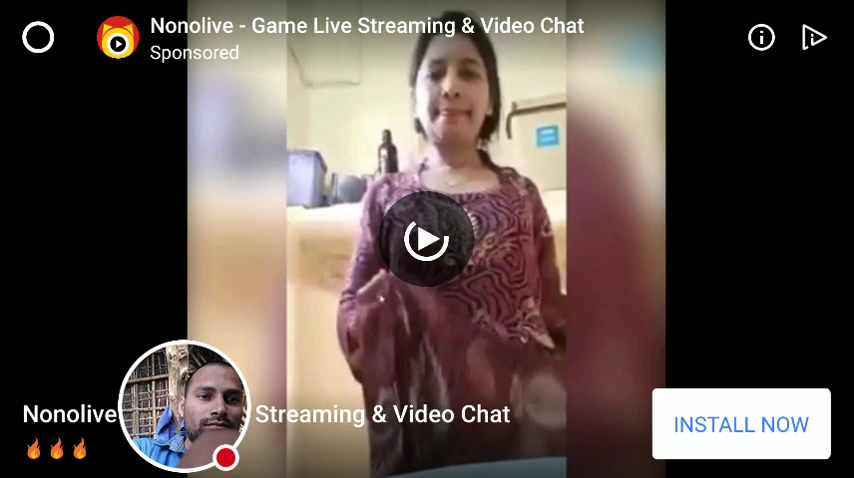 Nonolive - Game Live Streaming & Video Chat
Sponsored
Nonolive Streaming & Video Chat
🔥🔥🔥
INSTALL NOW